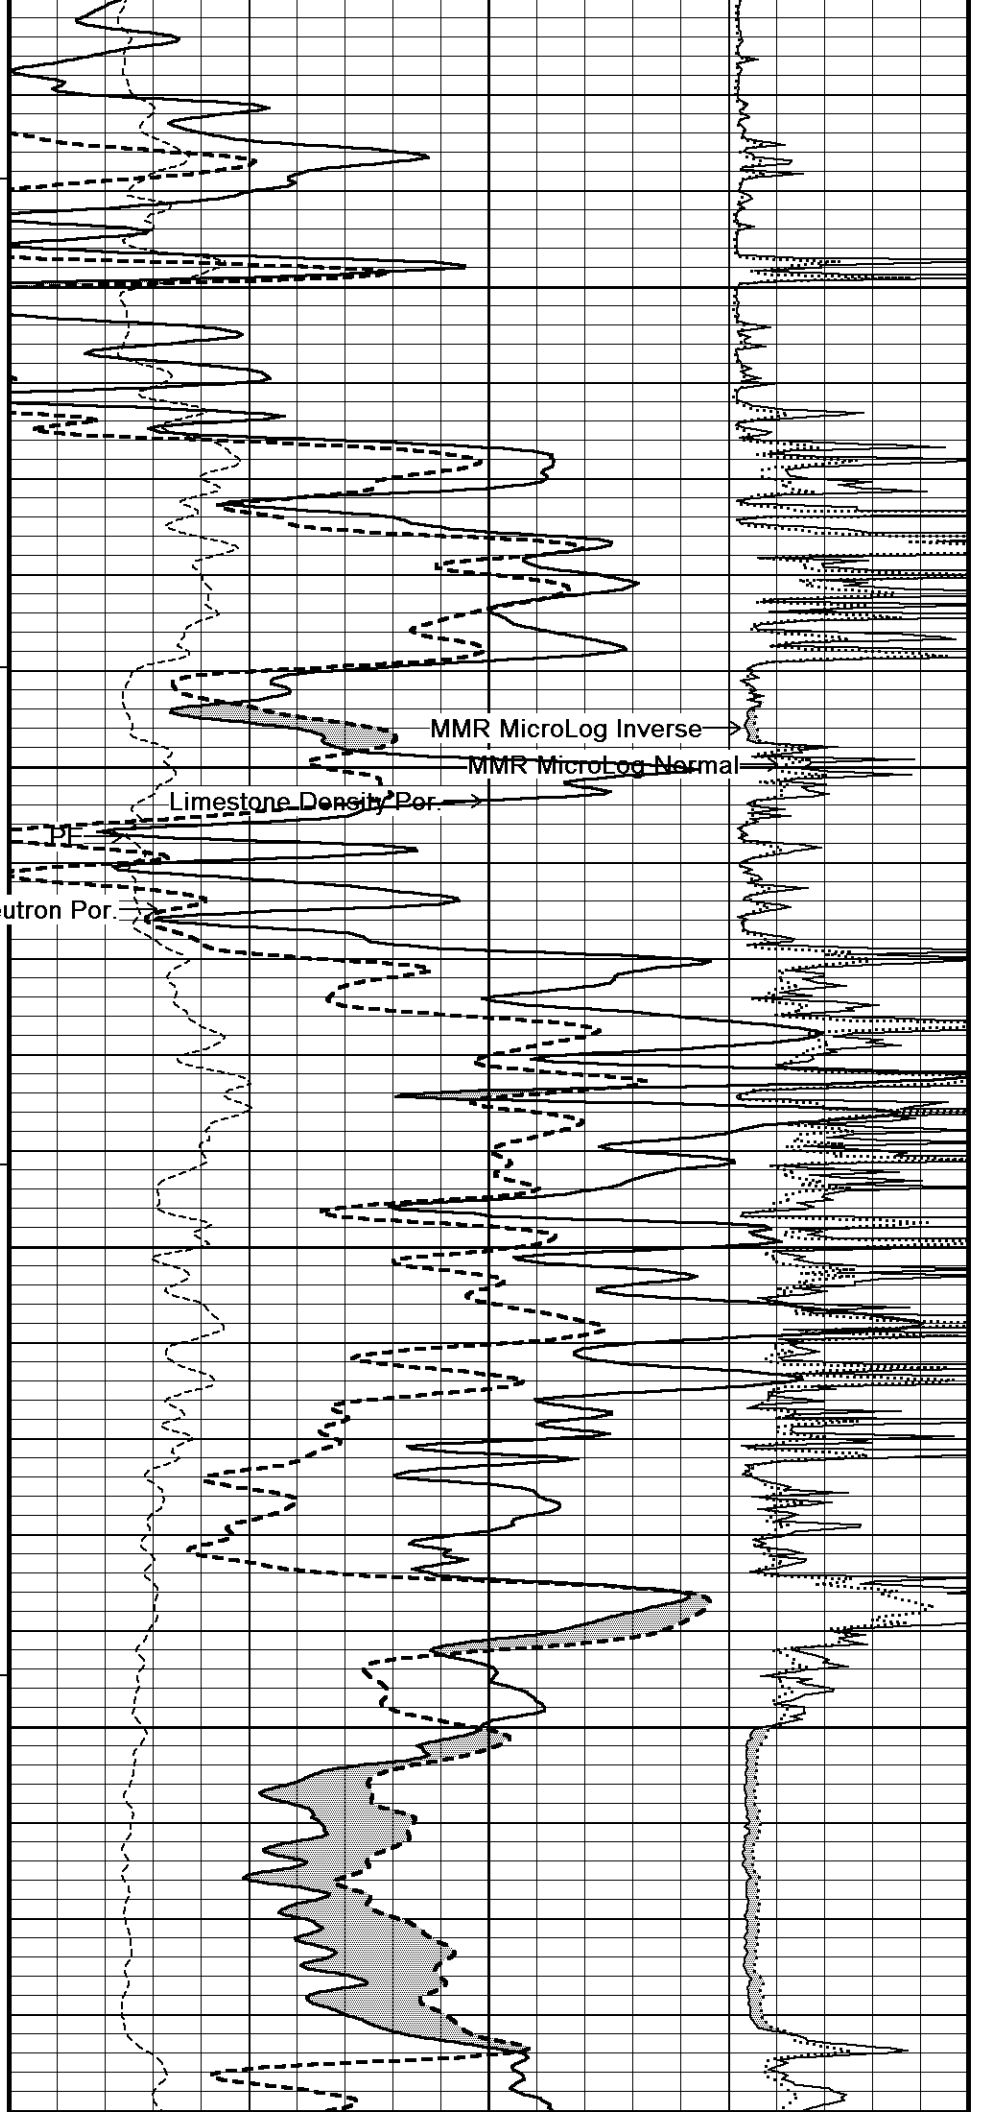 MMR MicroLog Inverse
MMR MicroLog Normal
Limestone Density Por.
PE
eutron Por.